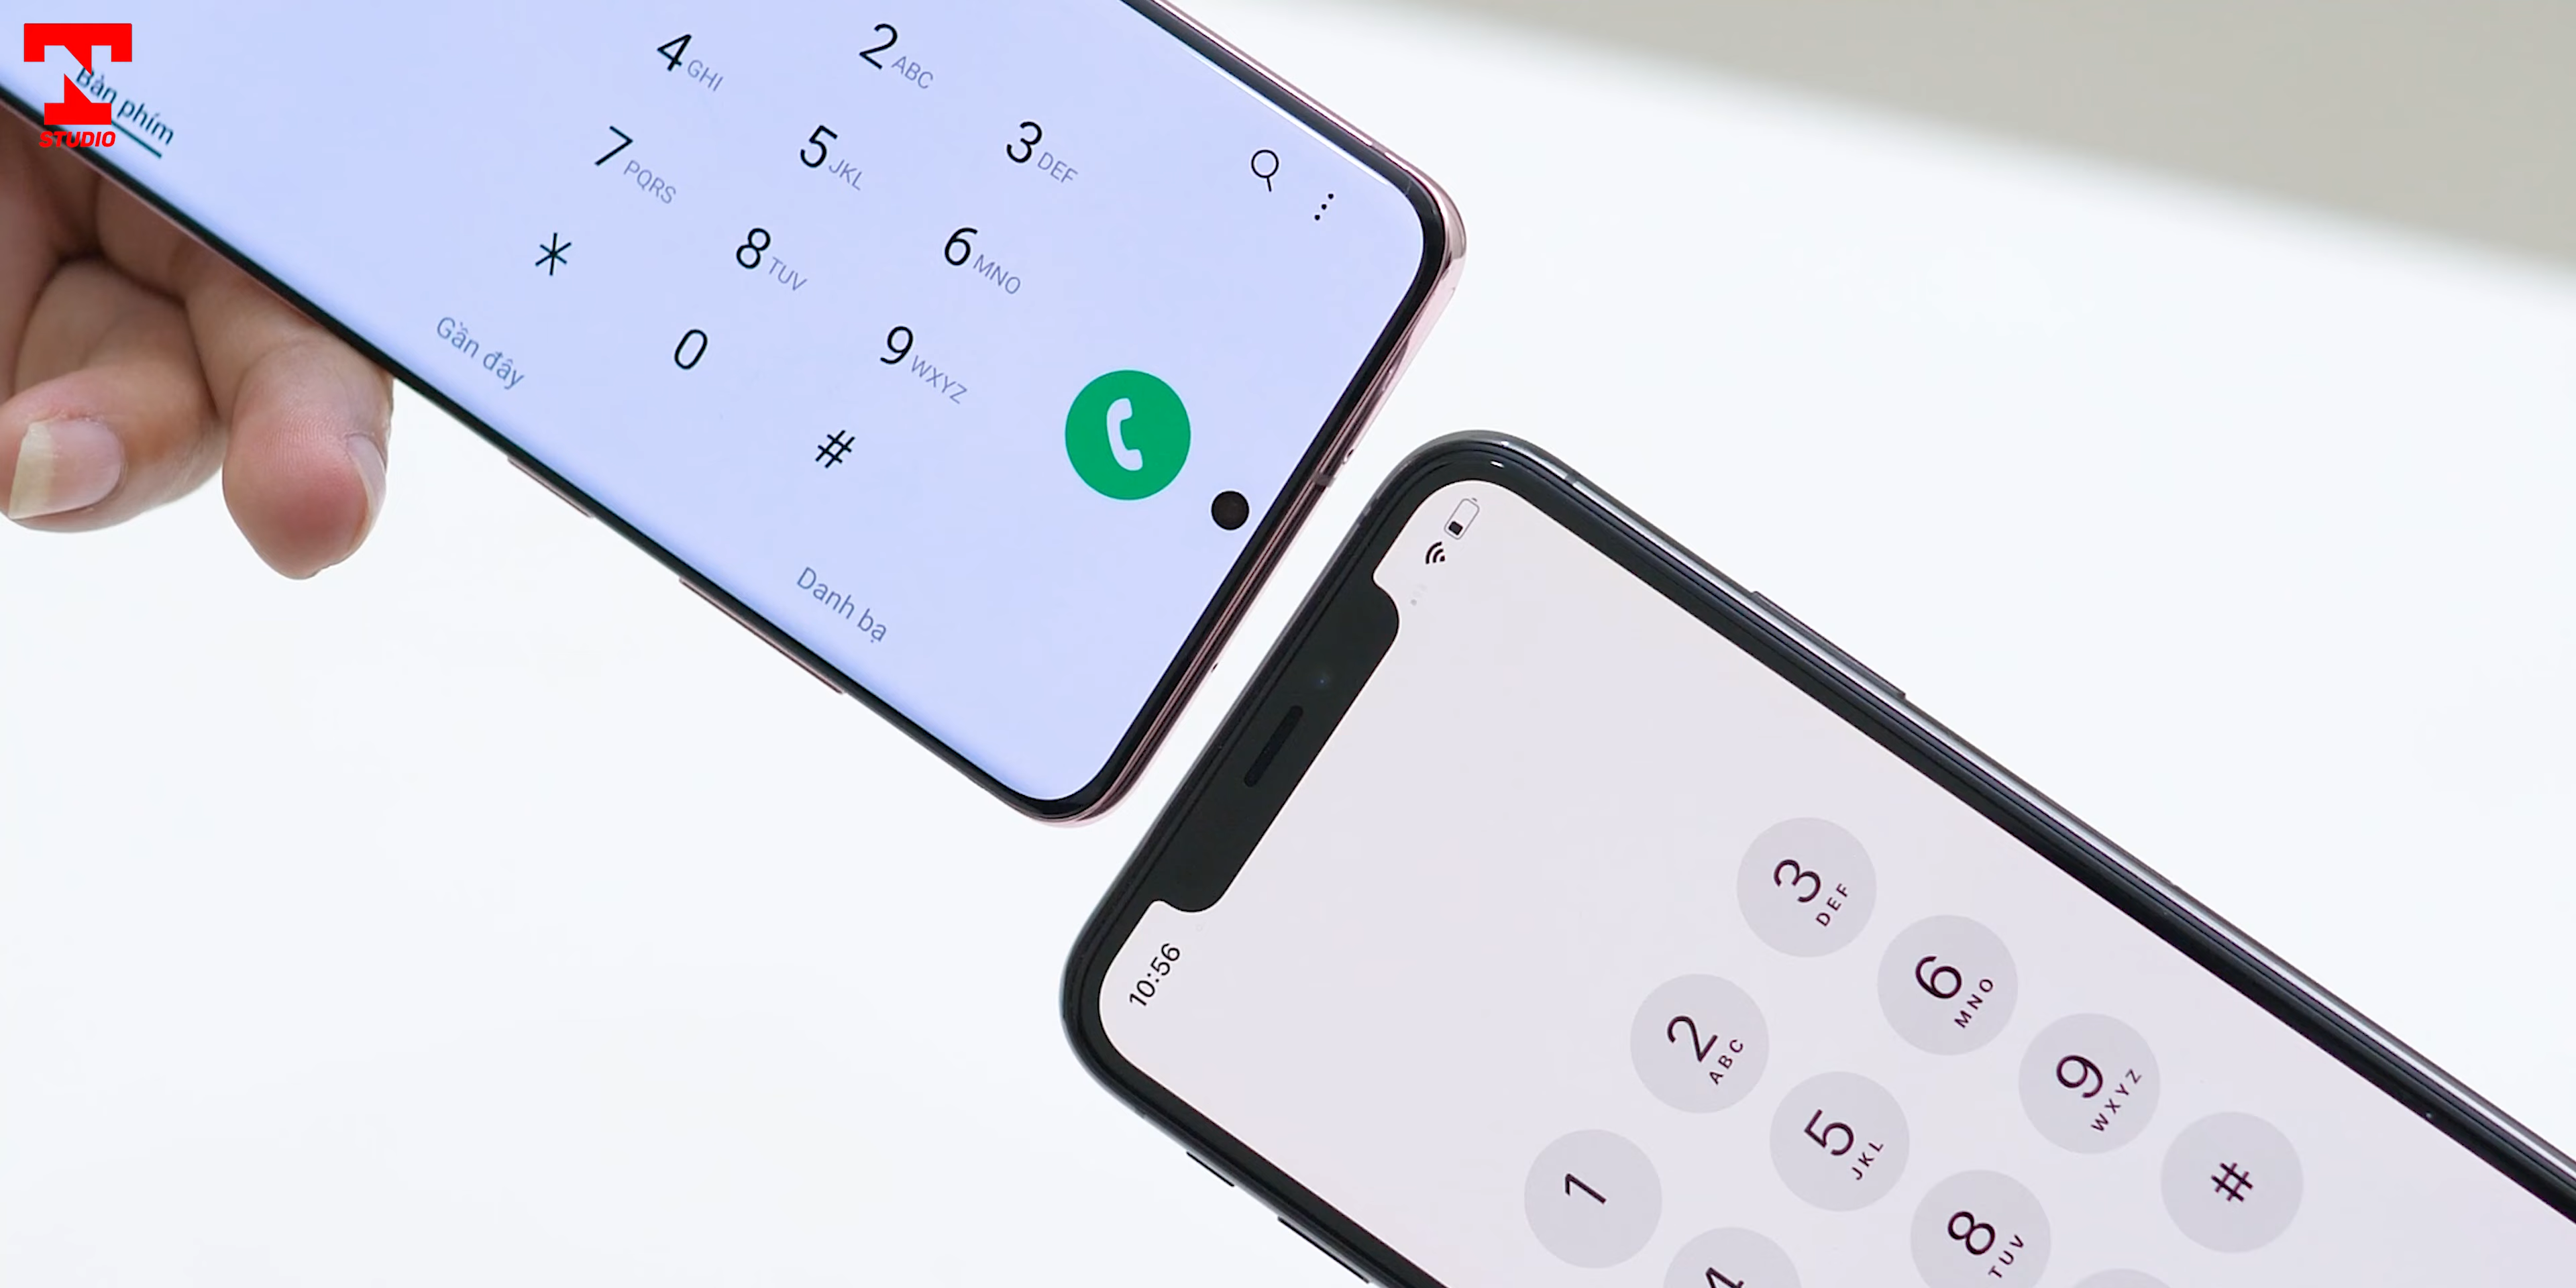 STUDIO
Bàn phím
4 GHI
2 ABC
3 DEF
7 PQRS
5 JKL
6 MNO
*
8 TUV
9 WXYZ
0
#
Gần đây
Danh bạ
10:56
1
2 ABC
3 DEF
4
5 JKL
6 MNO
8 TUV
9 WXYZ
#